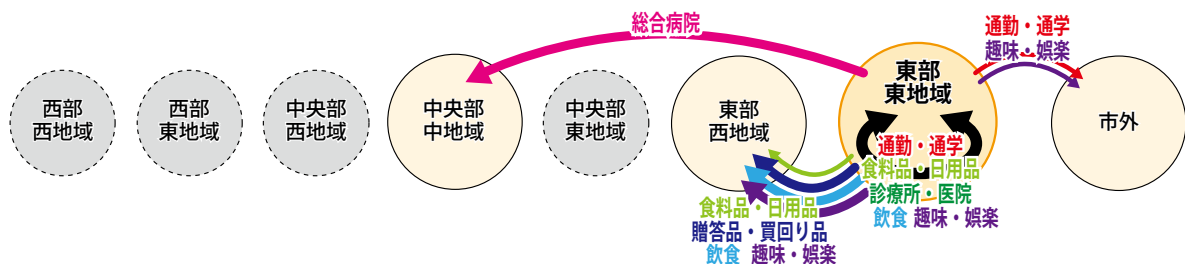 総合病院
通勤・通学
趣味・娯楽
西部
西地域
西部
東地域
中央部
西地域
中央部
中地域
中央部
東地域
東部
西地域
東部
東地域
市外
通勤・通学
食料品・日用品
診療所・医院
飲食 趣味・娯楽
食料品・日用品
贈答品・買回り品
飲食 趣味・娯楽